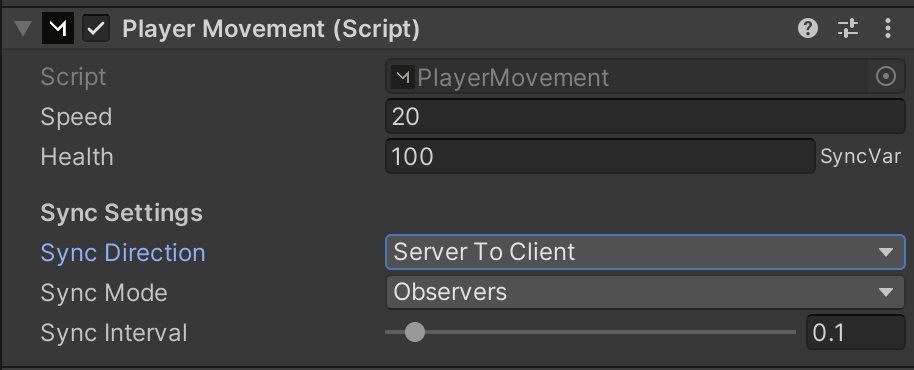 Player Movement (Script)
Script PlayerMovement
Speed 20
Health 100 SyncVar
Sync Settings
Sync Direction Server To Client
Sync Mode Observers
Sync Interval 0.1